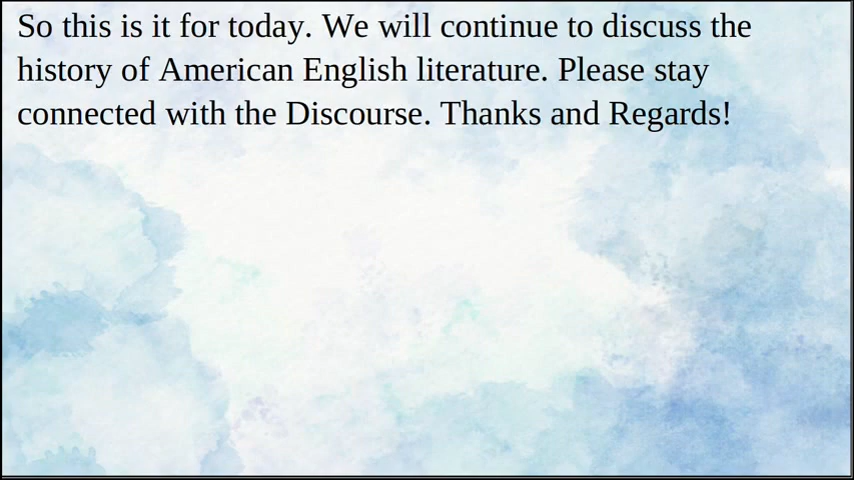 So this is it for today. We will continue to discuss the
history of American English literature. Please stay
connected with the Discourse. Thanks and Regards!